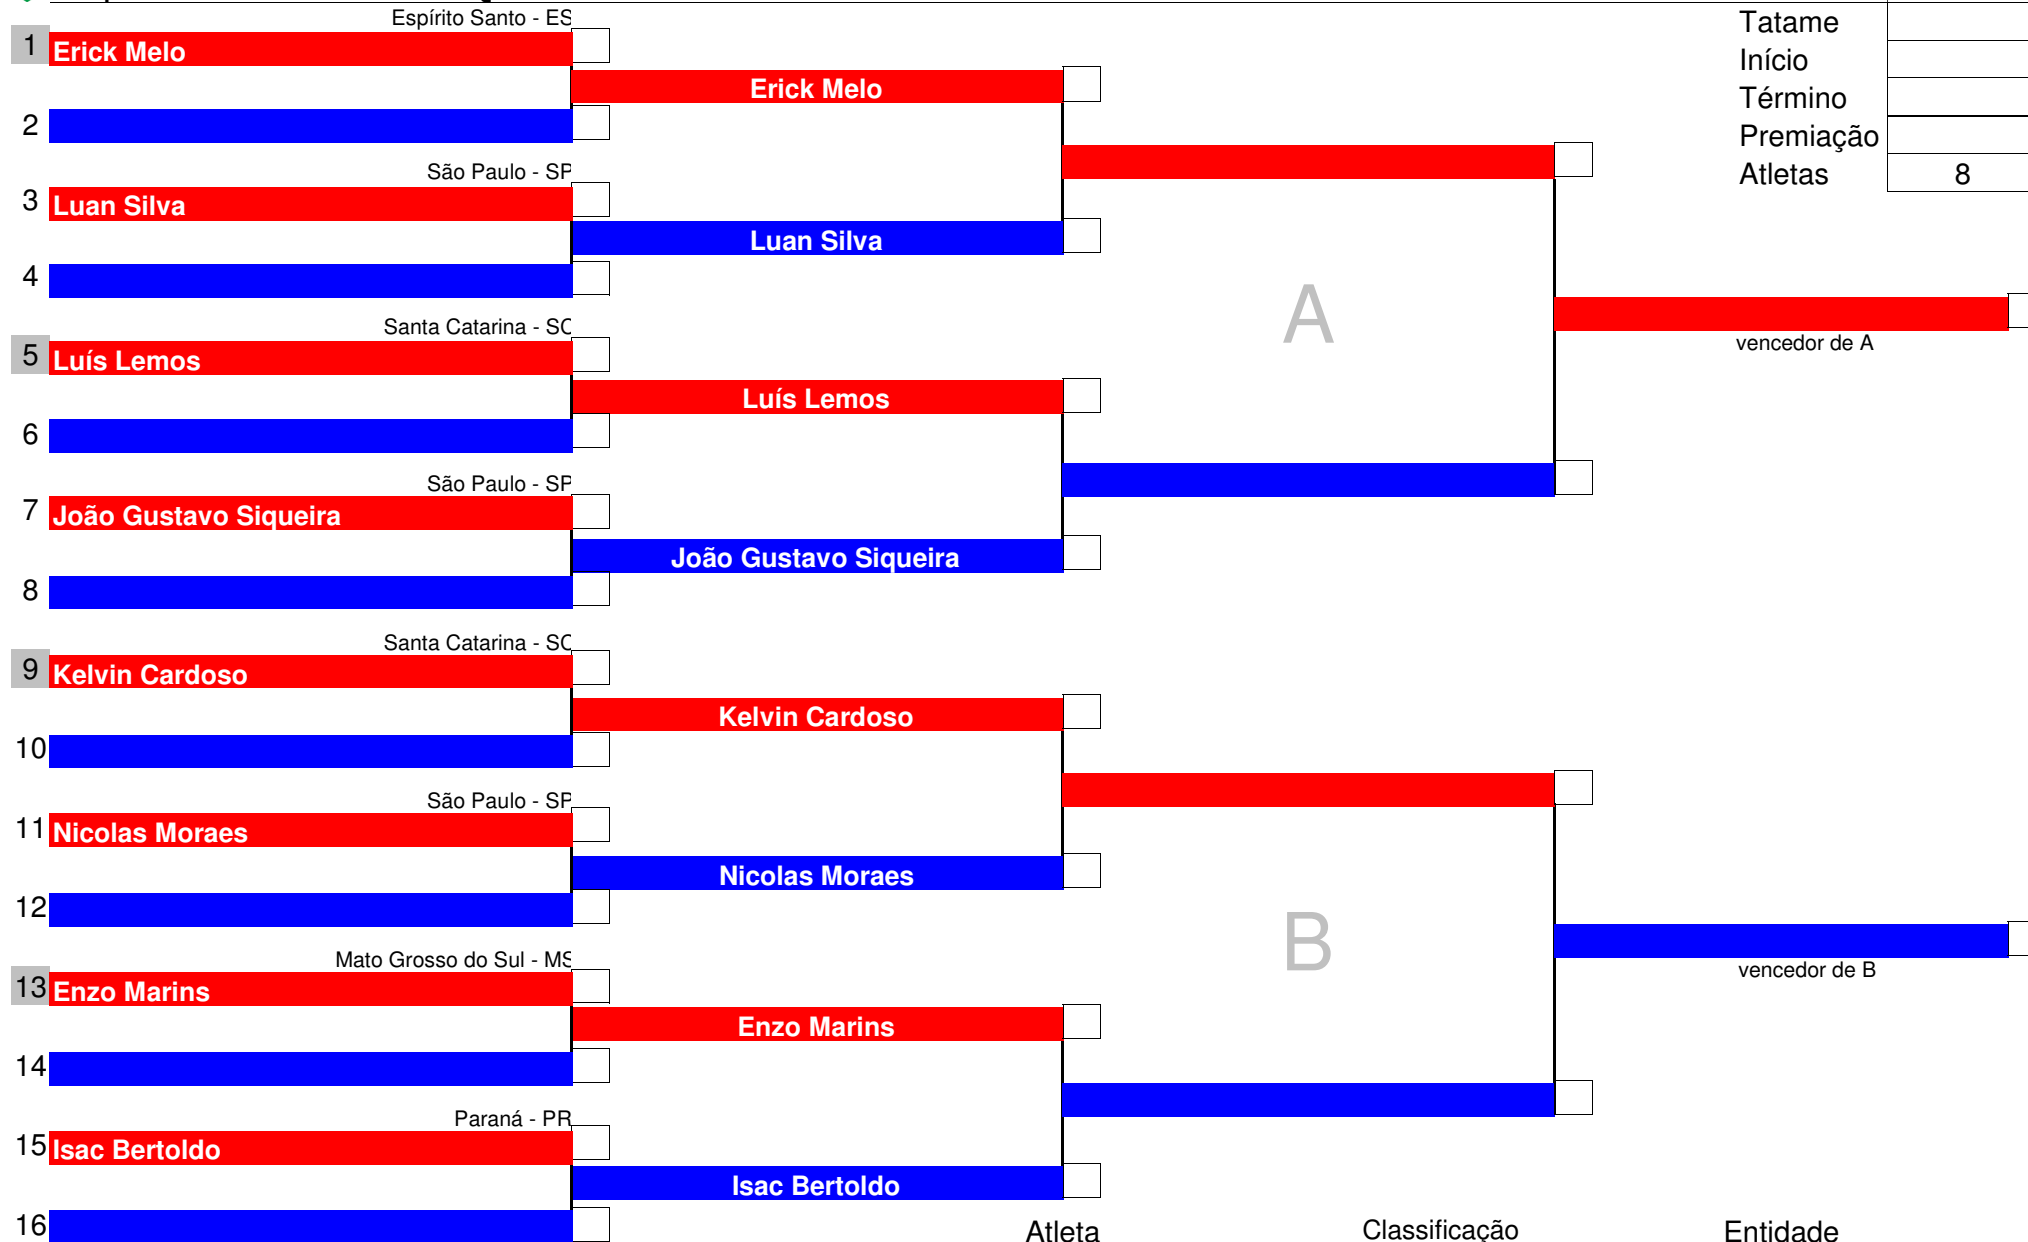 Espírito Santo - ES
1 Erick Melo
Erick Melo
2
São Paulo - SP
3 Luan Silva
Luan Silva
4
Santa Catarina - SC
5 Luís Lemos
Luís Lemos
6
São Paulo - SP
7 João Gustavo Siqueira
João Gustavo Siqueira
8
Santa Catarina - SC
9 Kelvin Cardoso
Kelvin Cardoso
10
São Paulo - SP
11 Nicolas Moraes
Nicolas Moraes
12
Mato Grosso do Sul - MS
13 Enzo Marins
Enzo Marins
14
Paraná - PR
15 Isac Bertoldo
Isac Bertoldo
16
A
B
Tatame
Início
Término
Premiação
Atletas 8
vencedor de A
vencedor de B
Atleta Classificação Entidade